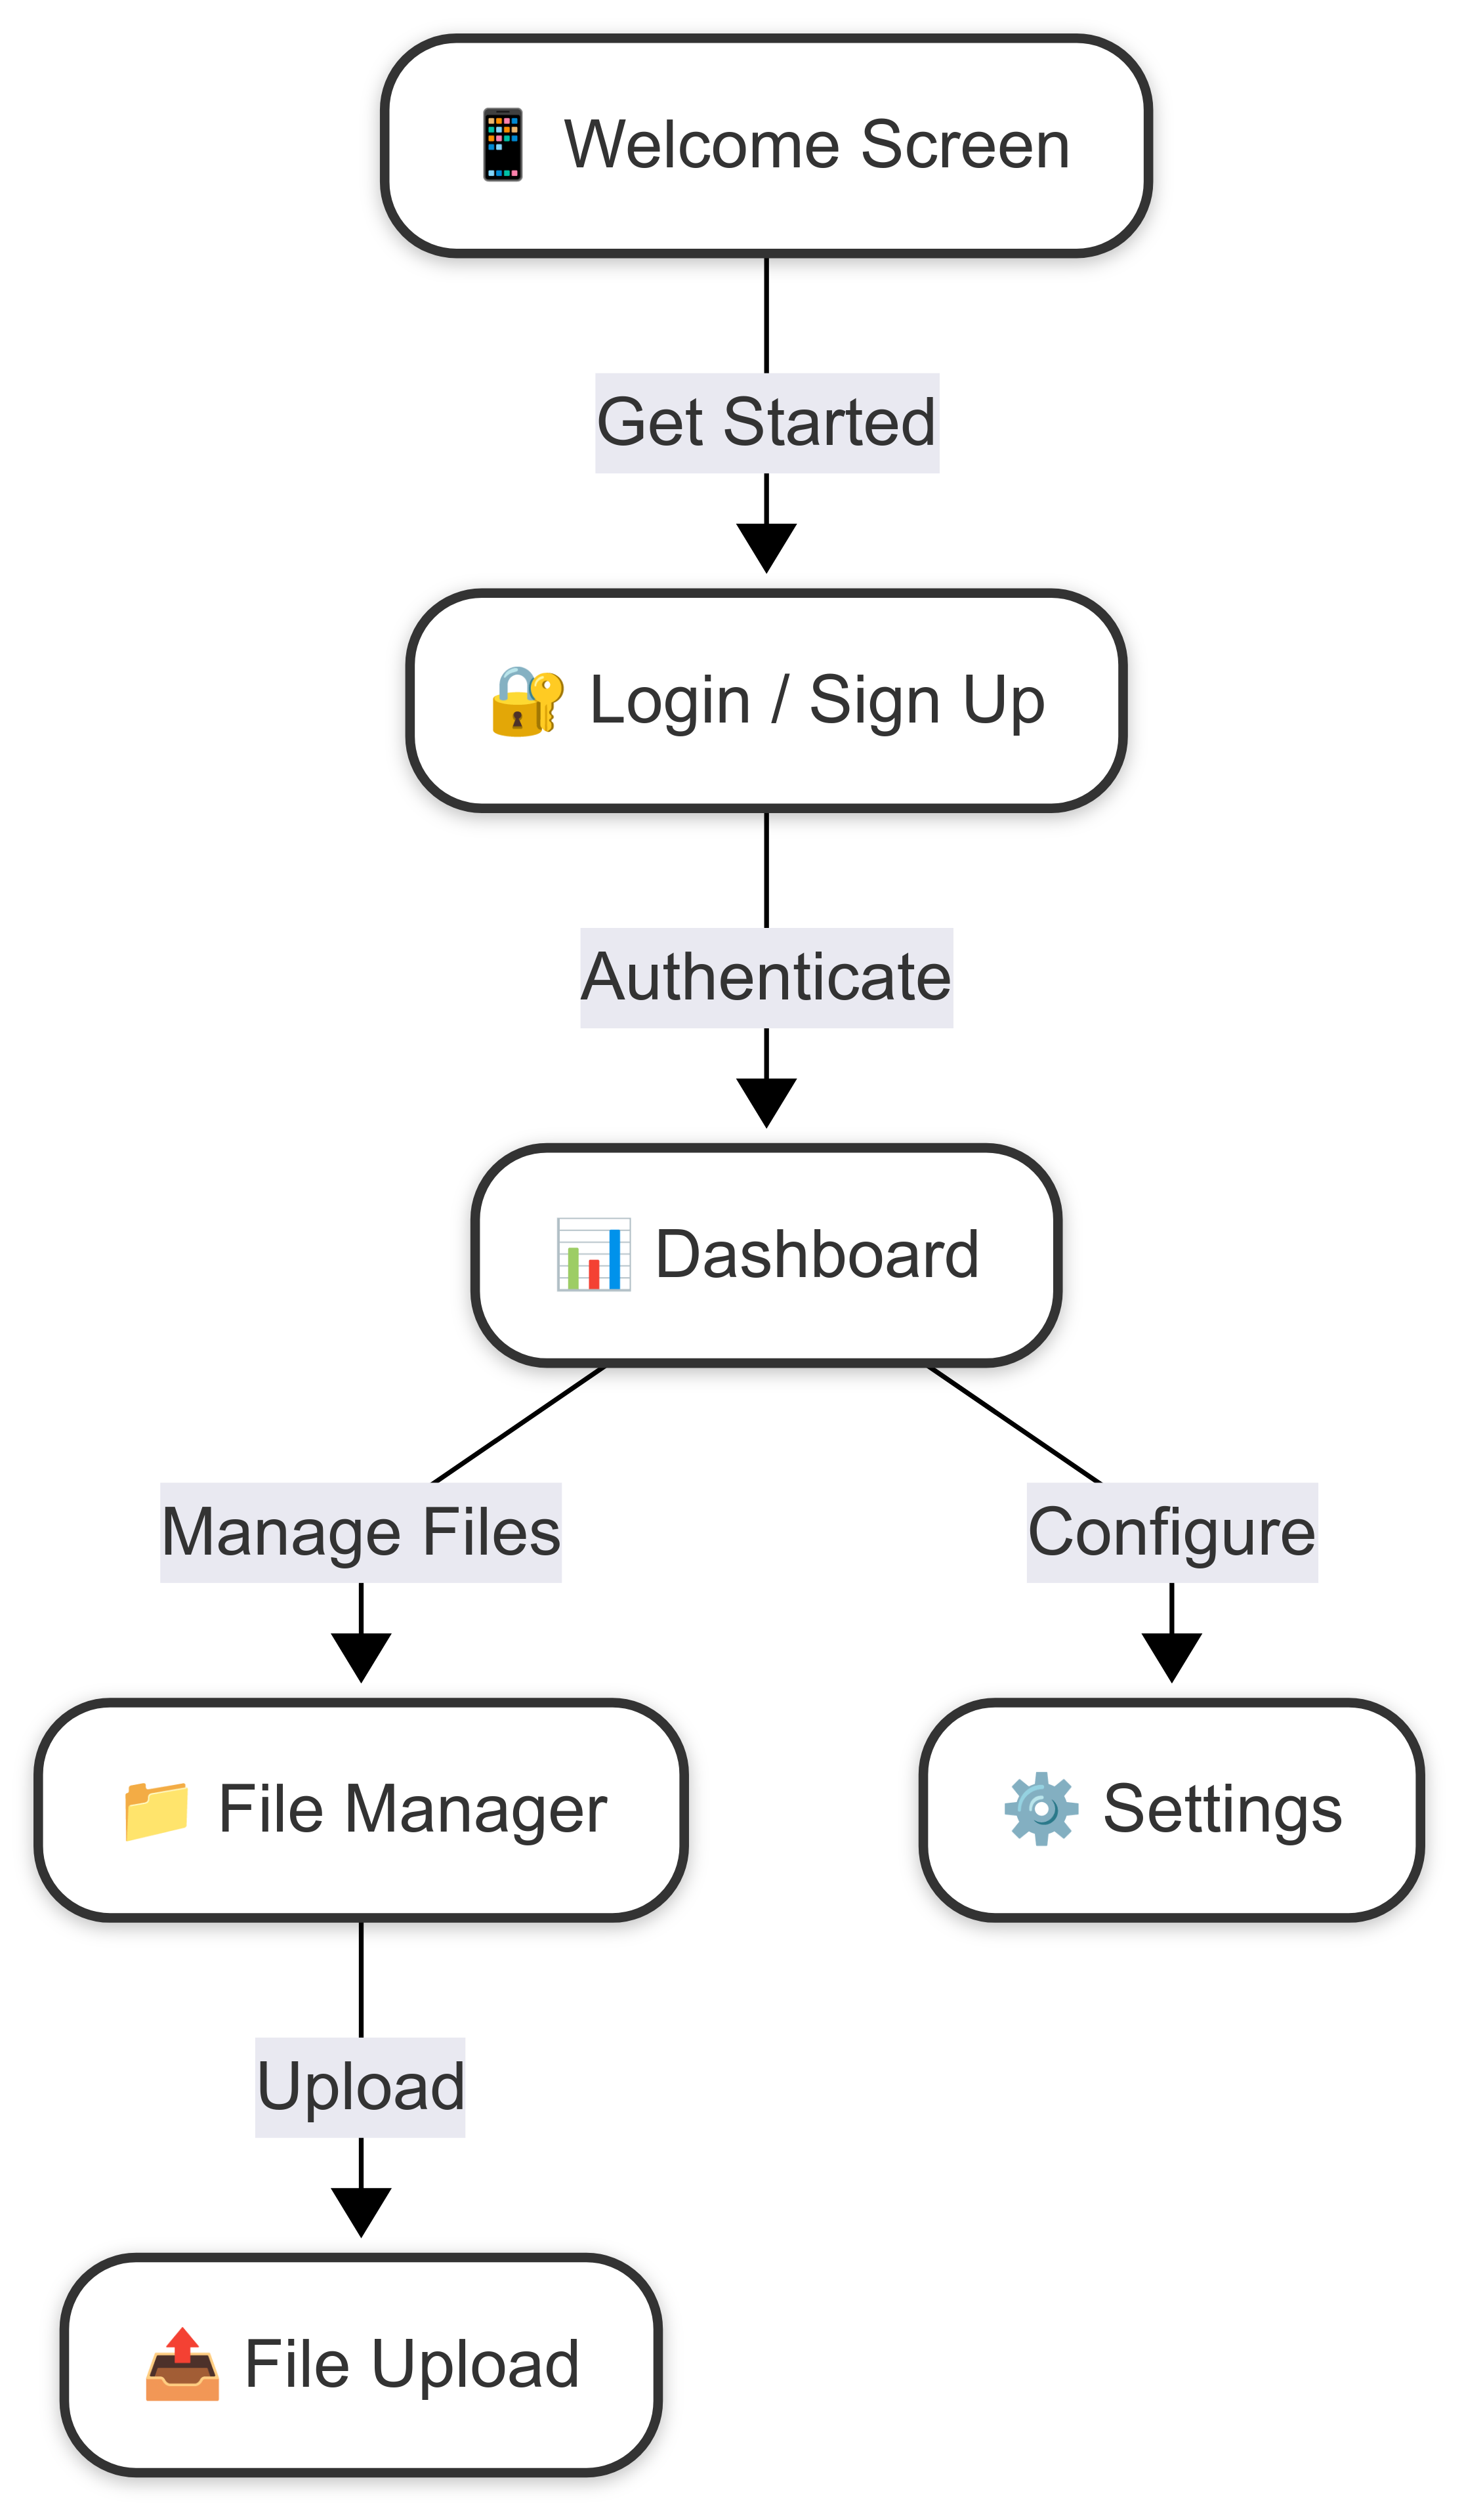 📱 Welcome Screen
Get Started
🔐 Login / Sign Up
Authenticate
📊 Dashboard
Manage Files
Configure
📁 File Manager
⚙️ Settings
Upload
📤 File Upload